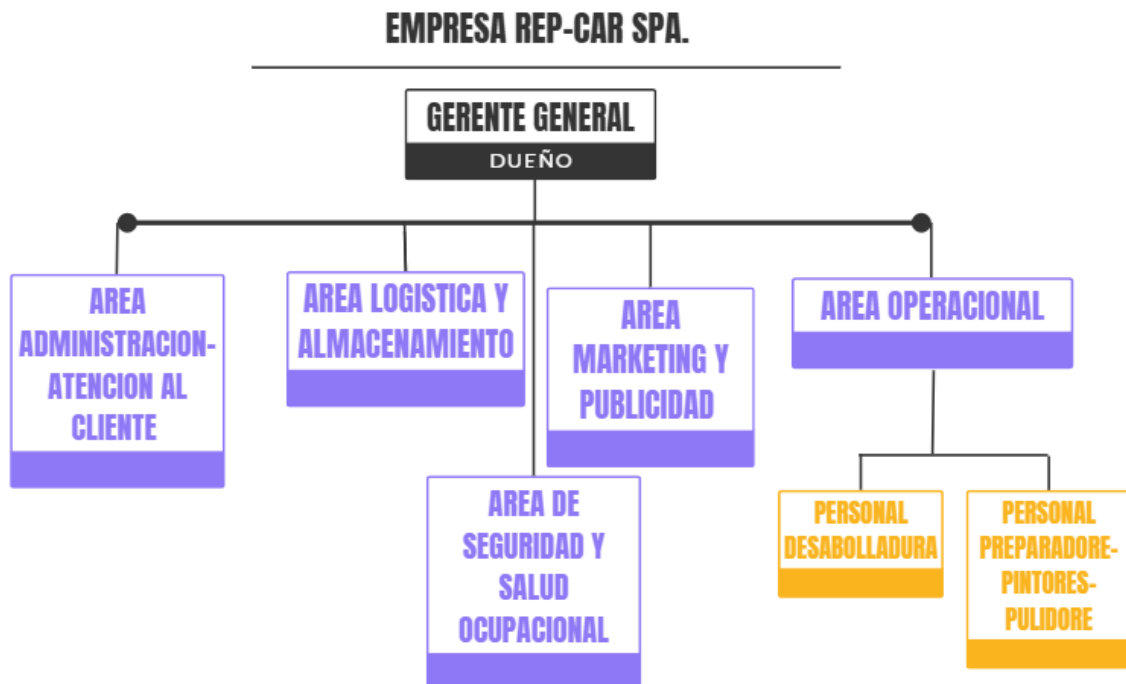 EMPRESA REP-CAR SPA.
GERENTE GENERAL
DUEÑO
AREA
ADMINISTRACION-
ATENCION AL
CLIENTE
AREA LOGISTICA Y
ALMACENAMIENTO
AREA
MARKETING Y
PUBLICIDAD
AREA OPERACIONAL
AREA DE
SEGURIDAD Y
SALUD
OCUPACIONAL
PERSONAL
DESABOLLADURA
PERSONAL
PREPARADORE-
PINTORES-
PULIDORE